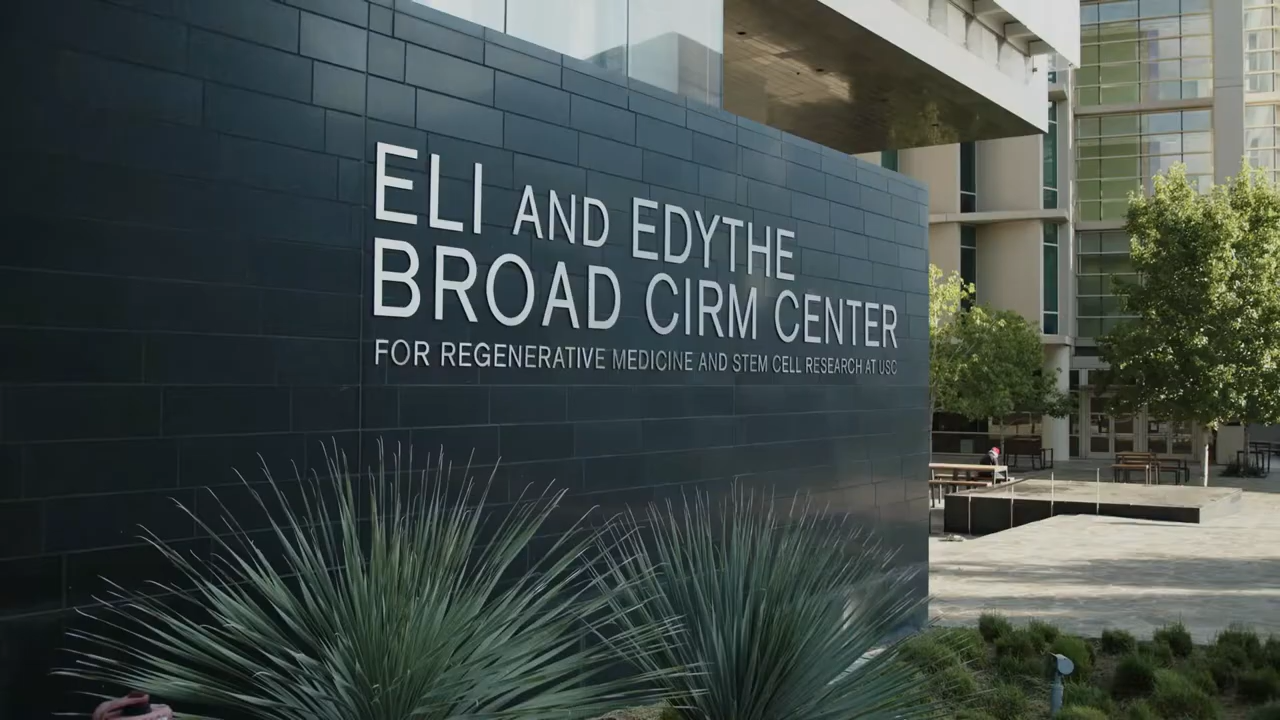 ELI AND EDYTHE
BROAD CIRM CENTER
FOR REGENERATIVE MEDICINE AND STEM CELL RESEARCH AT USC